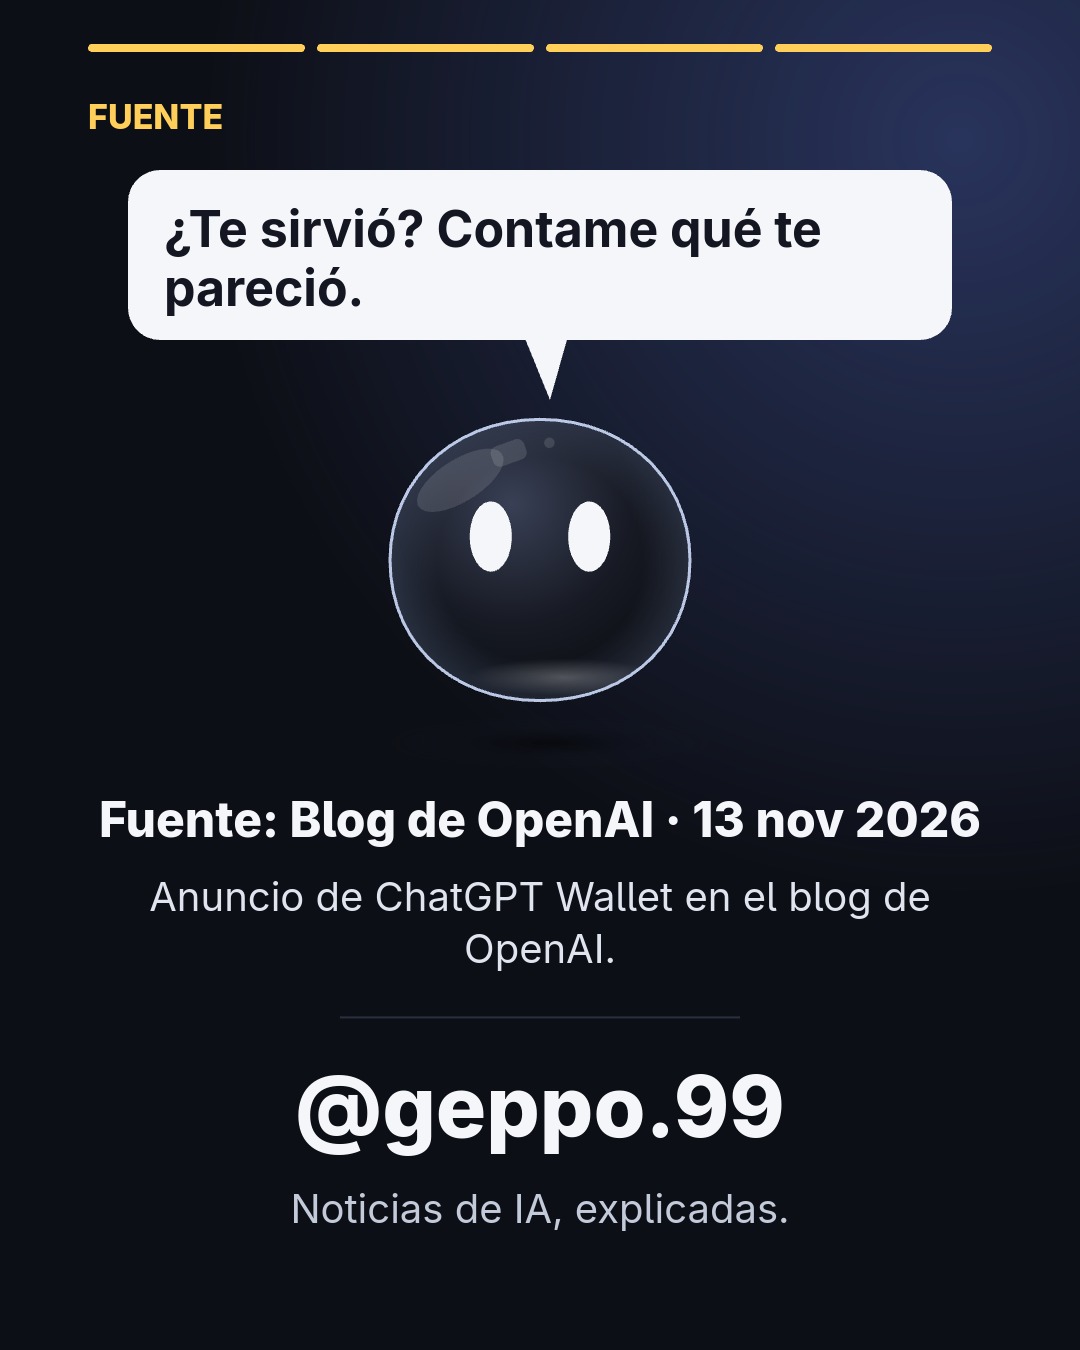 FUENTE
¿Te sirvió? Contame qué te
pareció.
Fuente: Blog de OpenAI · 13 nov 2026
Anuncio de ChatGPT Wallet en el blog de
OpenAI.
@geppo.99
Noticias de IA, explicadas.